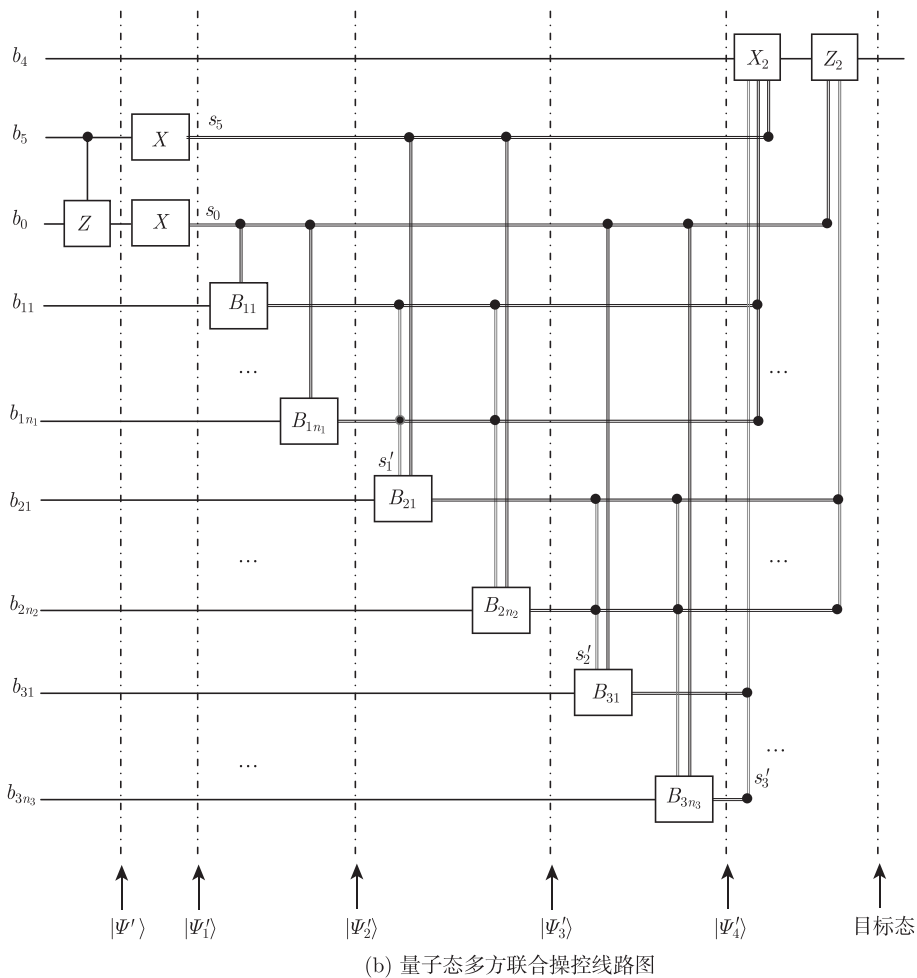 b₄ X₂ Z₂
b₅ X s₅
b₀ Z X s₀
b₁₁ B₁₁
… …
b₁ₙ₁ B₁ₙ₁
s₁′
b₂₁ B₂₁
… …
b₂ₙ₂ B₂ₙ₂
s₂′
b₃₁ B₃₁
… …
s₃′
b₃ₙ₃ B₃ₙ₃
|Ψ′⟩ |Ψ₁′⟩ |Ψ₂′⟩ |Ψ₃′⟩ |Ψ₄′⟩ 目标态
(b) 量子态多方联合操控线路图